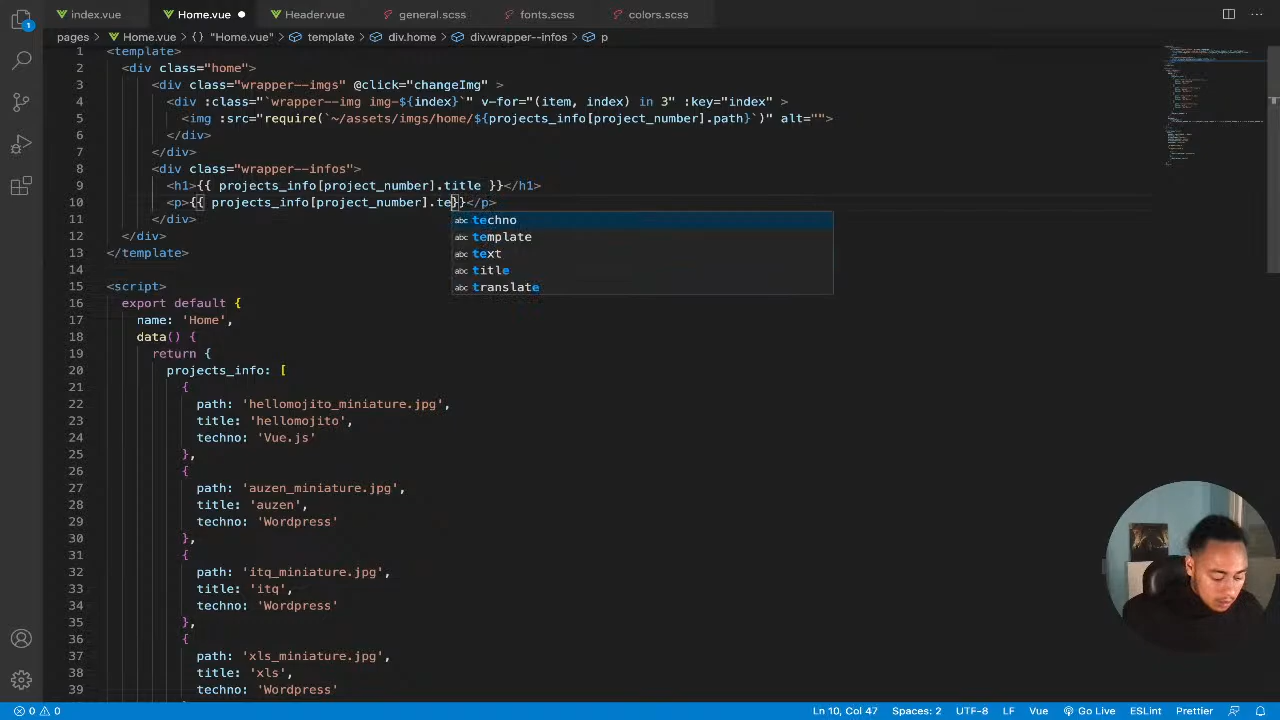 index.vue Home.vue Header.vue general.scss fonts.scss colors.scss
pages > Home.vue > {} "Home.vue" > template > div.home > div.wrapper--infos > p
1 <template>
2 <div class="home">
3 <div class="wrapper--imgs" @click="changeImg" >
4 <div :class="`wrapper--img img-${index}`" v-for="(item, index) in 3" :key="index" >
5 <img :src="require(`~/assets/imgs/home/${projects_info[project_number].path}`)" alt="">
6 </div>
7 </div>
8 <div class="wrapper--infos">
9 <h1>{{ projects_info[project_number].title }}</h1>
10 <p>{{ projects_info[project_number].te}}</p>
11 </div>
abc techno
12 </div>
abc template
13 </template>
abc text
14
abc title
15 <script>
abc translate
16 export default {
17 name: 'Home',
18 data() {
19 return {
20 projects_info: [
21 {
22 path: 'hellomojito_miniature.jpg',
23 title: 'hellomojito',
24 techno: 'Vue.js'
25 },
26 {
27 path: 'auzen_miniature.jpg',
28 title: 'auzen',
29 techno: 'Wordpress'
30 },
31 {
32 path: 'itq_miniature.jpg',
33 title: 'itq',
34 techno: 'Wordpress'
35 },
36 {
37 path: 'xls_miniature.jpg',
38 title: 'xls',
39 techno: 'Wordpress'
1
0 0 Ln 10, Col 47 Spaces: 2 UTF-8 LF Vue Go Live ESLint Prettier